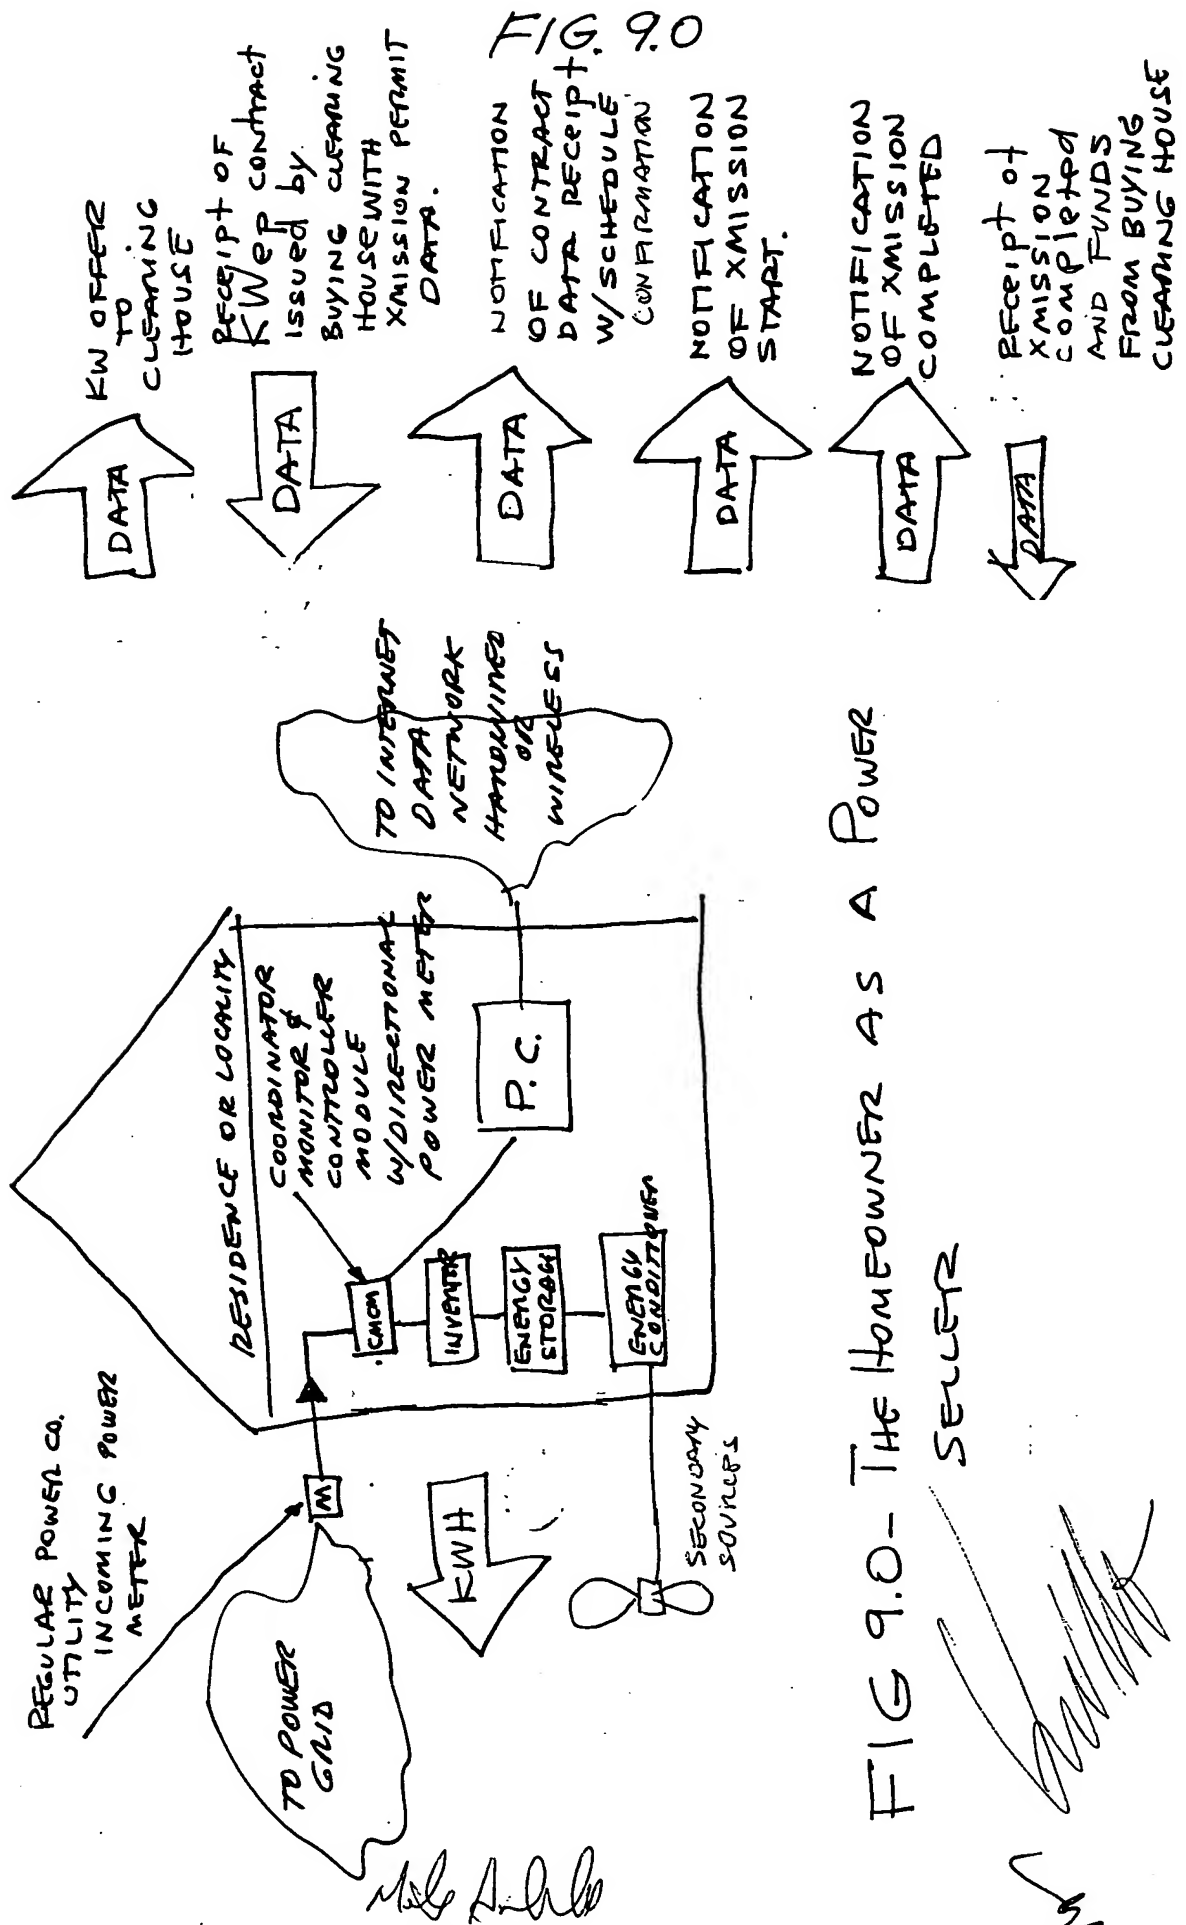 FIG. 9.0
REGULAR POWER CO.
UTILITY
INCOMING POWER
METER
TO POWER
GRID
M
KWH
SECONDARY
SOURCES
RESIDENCE OR LOCALITY
COORDINATOR
MONITOR &
CONTROLLER
MODULE
W/DIRECTIONAL
POWER METER
CMCM
INVERTOR
ENERGY
STORAGE
ENERGY
CONDITIONER
P.C.
TO INTERNET
DATA
NETWORK
HARDWIRED
OR
WIRELESS
DATA
KW OFFER
TO
CLEARING
HOUSE
DATA
RECEIPT OF
KWep contract
issued by
BUYING CLEARING
HOUSE WITH
XMISSION PERMIT
DATA.
DATA
NOTIFICATION
OF CONTRACT
DATA RECEIPT
W/SCHEDULE
CONFIRMATION
DATA
NOTIFICATION
OF XMISSION
START.
DATA
NOTIFICATION
OF XMISSION
COMPLETED
DATA
RECEIPT OF
XMISSION
COMPLETED
AND FUNDS
FROM BUYING
CLEARING HOUSE
FIG 9.0- THE HOMEOWNER AS A POWER
SELLER